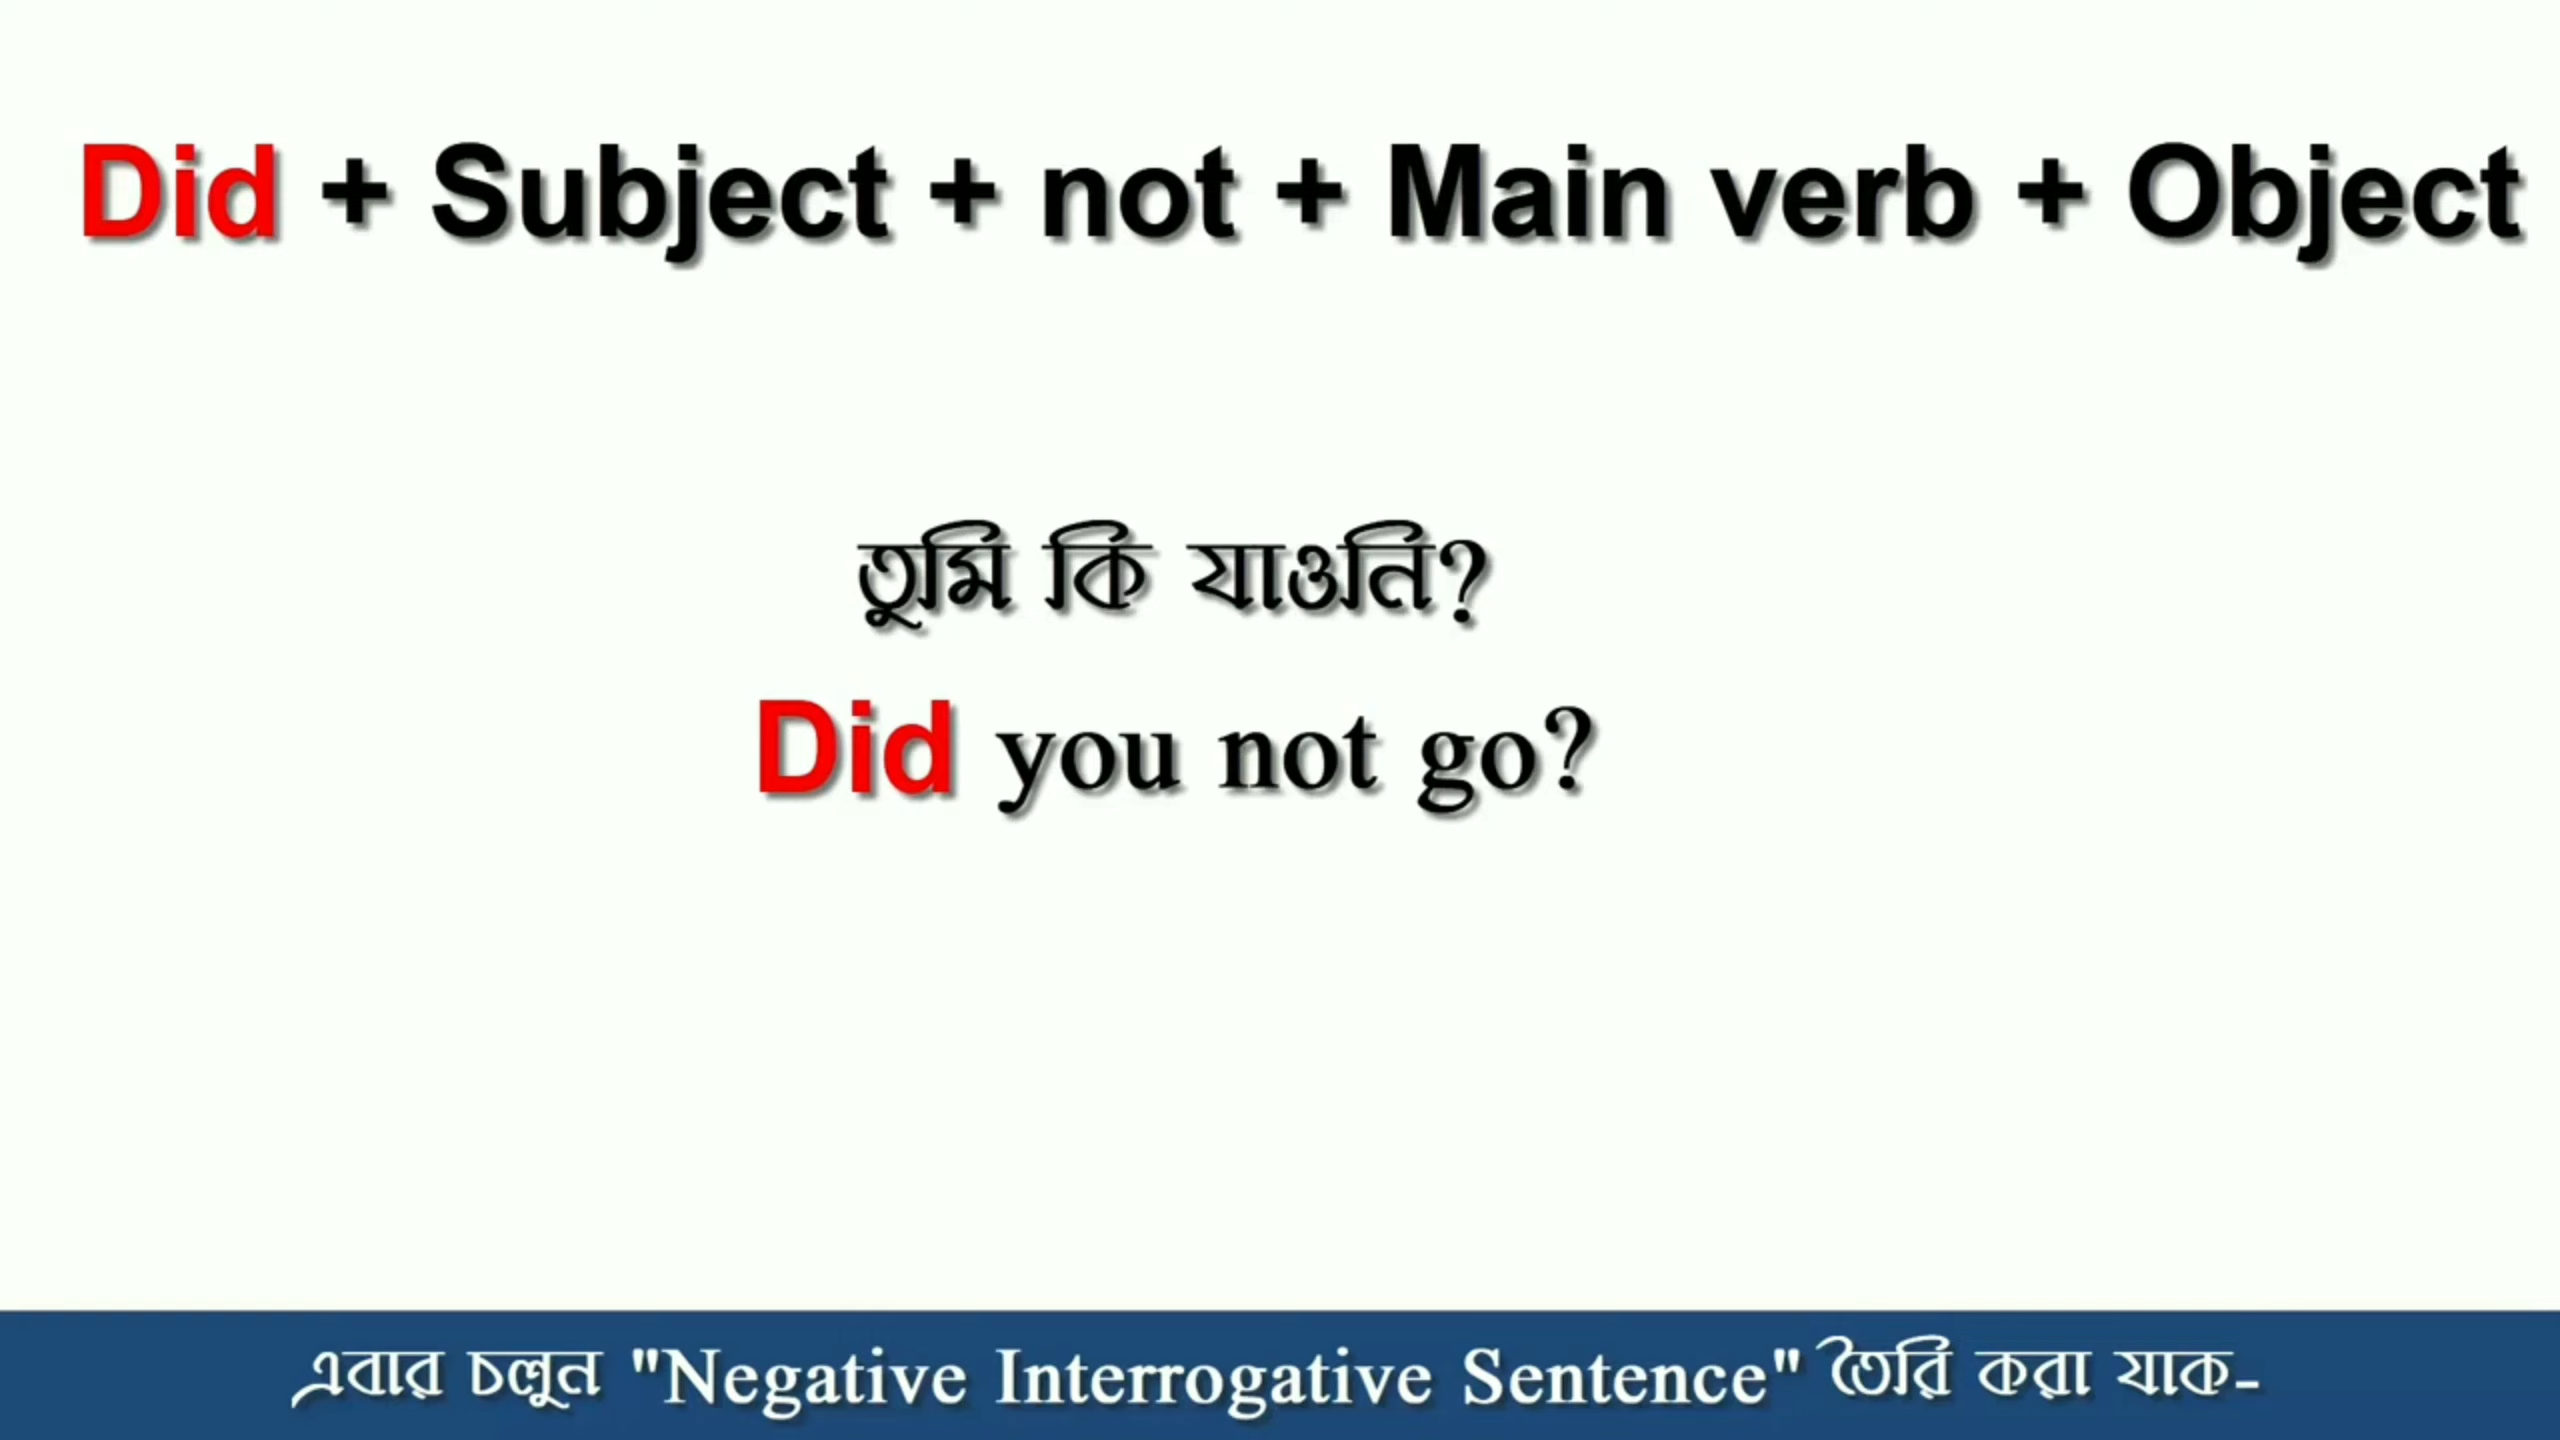 Did + Subject + not + Main verb + Object
তুমি কি যাওনি?
Did you not go?
এবার চলুন "Negative Interrogative Sentence" তৈরি করা যাক-